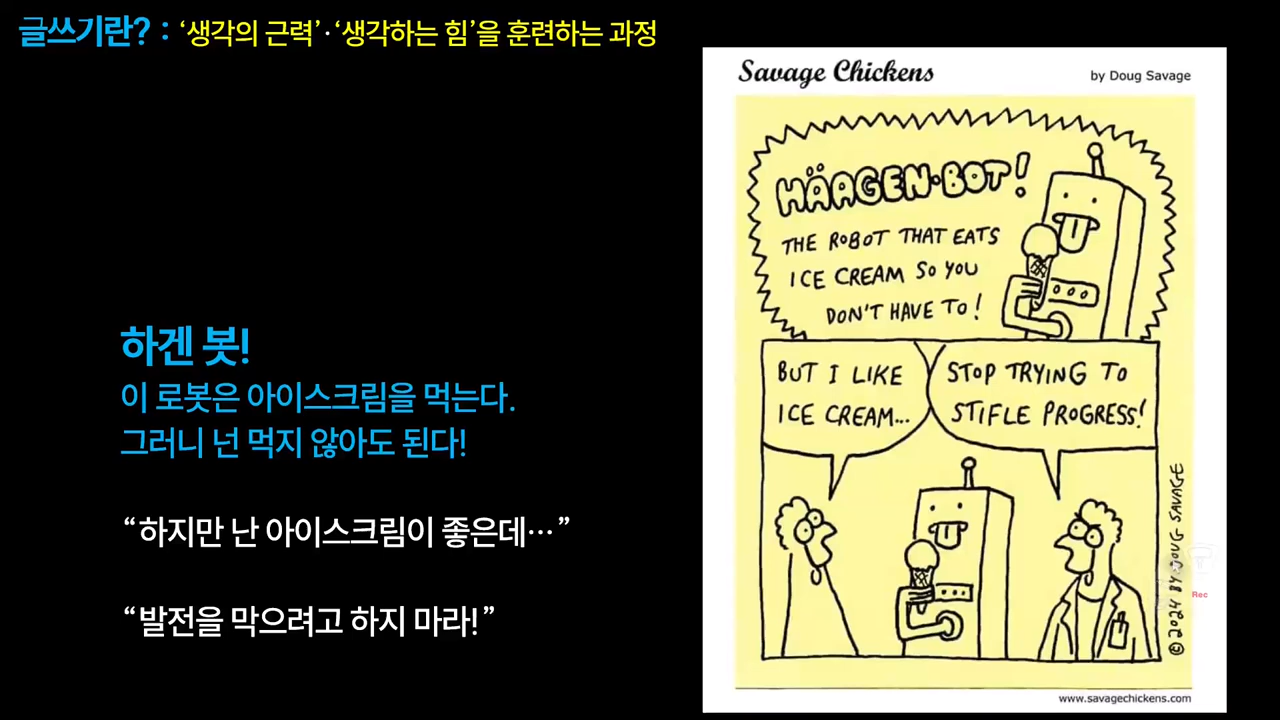 글쓰기란? : ‘생각의 근력’·‘생각하는 힘’을 훈련하는 과정
하겐 봇!
이 로봇은 아이스크림을 먹는다.
그러니 넌 먹지 않아도 된다!
“하지만 난 아이스크림이 좋은데…”
“발전을 막으려고 하지 마라!”
Savage Chickens
by Doug Savage
HÄAGEN·BOT!
THE ROBOT THAT EATS
ICE CREAM SO YOU
DON'T HAVE TO!
BUT I LIKE
ICE CREAM...
STOP TRYING TO
STIFLE PROGRESS!
©2024 BY DOUG SAVAGE
Rec
www.savagechickens.com